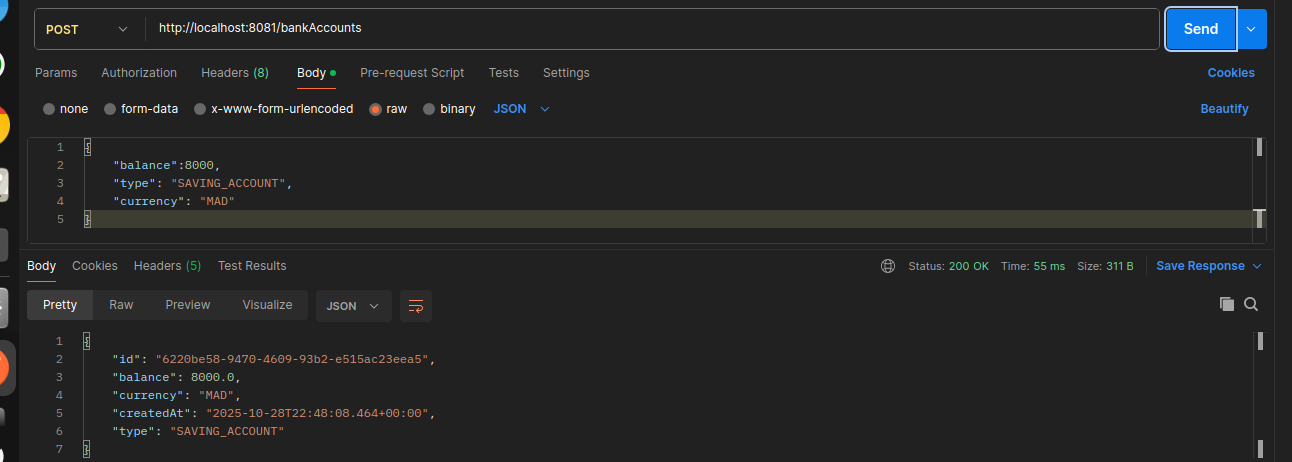 POST http://localhost:8081/bankAccounts Send
Params Authorization Headers (8) Body Pre-request Script Tests Settings Cookies
none form-data x-www-form-urlencoded raw binary JSON Beautify
1 {
2 "balance":8000,
3 "type": "SAVING_ACCOUNT",
4 "currency": "MAD"
5 }
Body Cookies Headers (5) Test Results Status: 200 OK Time: 55 ms Size: 311 B Save Response
Pretty Raw Preview Visualize JSON
1 {
2 "id": "6220be58-9470-4609-93b2-e515ac23eea5",
3 "balance": 8000.0,
4 "currency": "MAD",
5 "createdAt": "2025-10-28T22:48:08.464+00:00",
6 "type": "SAVING_ACCOUNT"
7 }